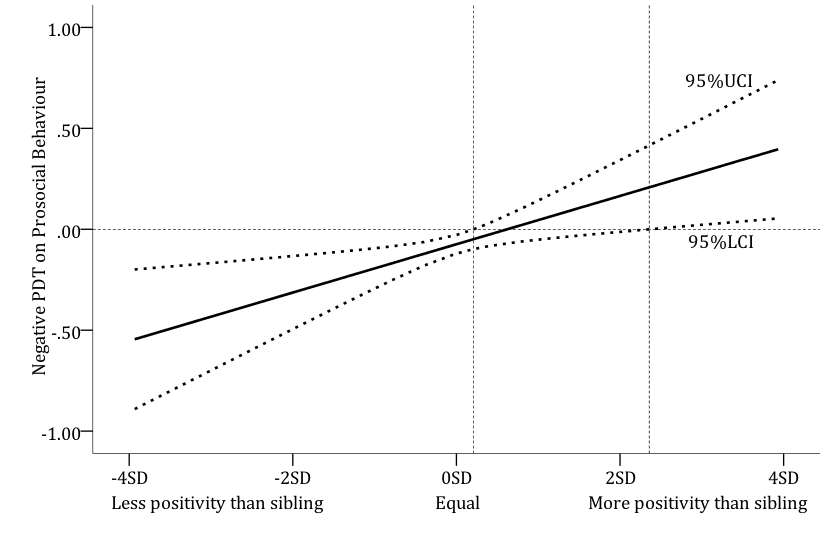 Negative PDT on Prosocial Behaviour
1.00
.50
.00
-.50
-1.00
95%UCI
95%LCI
-4SD -2SD 0SD 2SD 4SD
Less positivity than sibling Equal More positivity than sibling